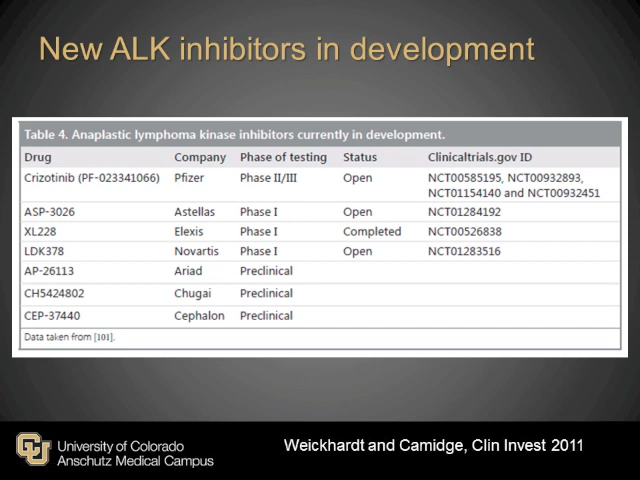 New ALK inhibitors in development
Table 4. Anaplastic lymphoma kinase inhibitors currently in development.
Drug Company Phase of testing Status Clinicaltrials.gov ID
Crizotinib (PF-023341066) Pfizer Phase II/III Open NCT00585195, NCT00932893,
NCT01154140 and NCT00932451
ASP-3026 Astellas Phase I Open NCT01284192
XL228 Elexis Phase I Completed NCT00526838
LDK378 Novartis Phase I Open NCT01283516
AP-26113 Ariad Preclinical
CH5424802 Chugai Preclinical
CEP-37440 Cephalon Preclinical
Data taken from [101].
CU University of Colorado
Anschutz Medical Campus
Weickhardt and Camidge, Clin Invest 2011